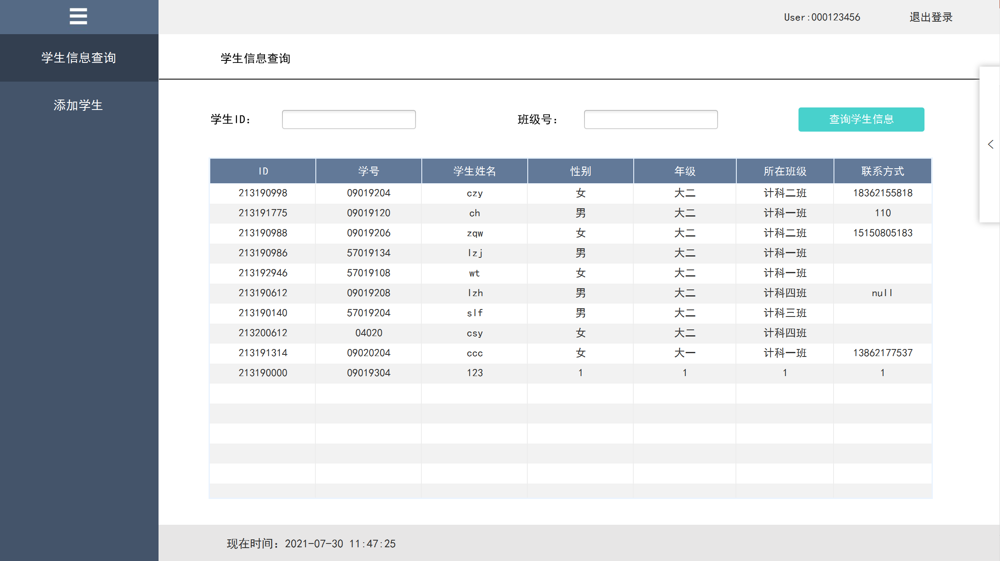 User:000123456 退出登录
学生信息查询
添加学生
学生信息查询
学生ID: 班级号: 查询学生信息
ID 学号 学生姓名 性别 年级 所在班级 联系方式
213190998 09019204 czy 女 大二 计科二班 18362155818
213191775 09019120 ch 男 大二 计科一班 110
213190988 09019206 zqw 女 大二 计科二班 15150805183
213190986 57019134 lzj 男 大二 计科一班
213192946 57019108 wt 女 大二 计科一班
213190612 09019208 lzh 男 大二 计科四班 null
213190140 57019204 slf 男 大二 计科三班
213200612 04020 csy 女 大二 计科四班
213191314 09020204 ccc 女 大一 计科一班 13862177537
213190000 09019304 123 1 1 1 1
现在时间：2021-07-30 11:47:25